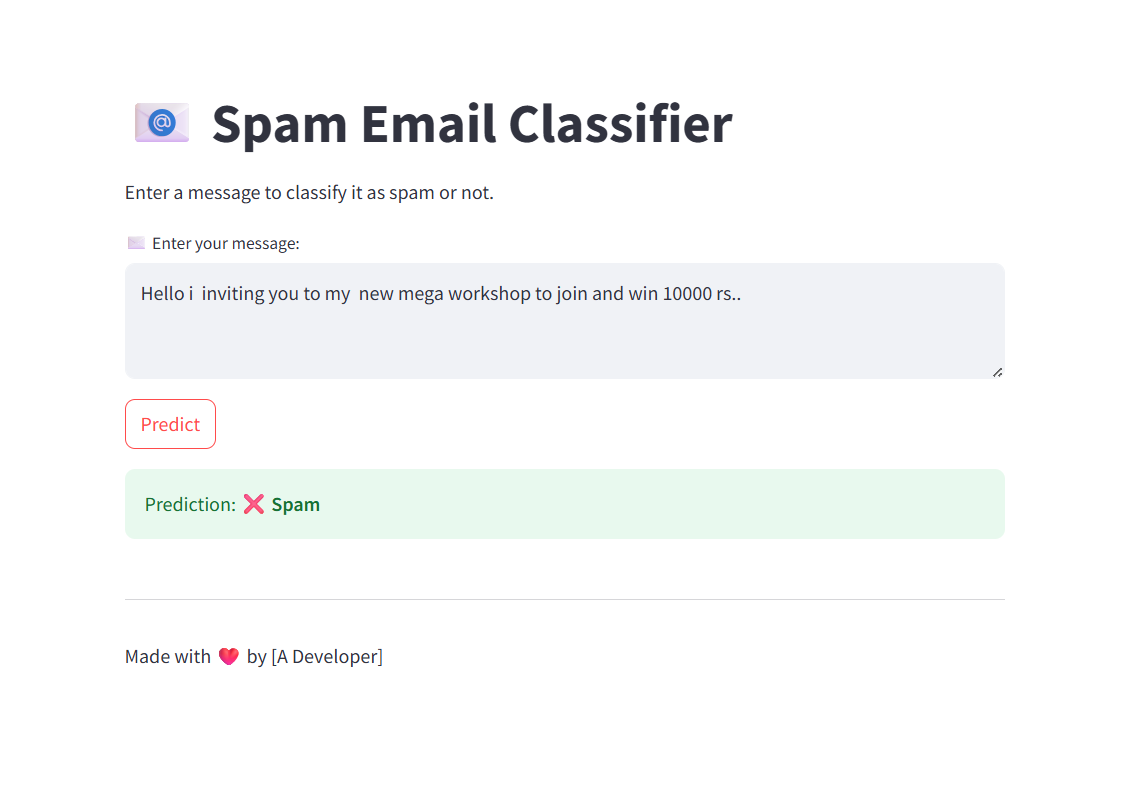 Spam Email Classifier
Enter a message to classify it as spam or not.
Enter your message:
Hello i  inviting you to my  new mega workshop to join and win 10000 rs..
Predict
Prediction: ❌ Spam
Made with ❤️ by [A Developer]